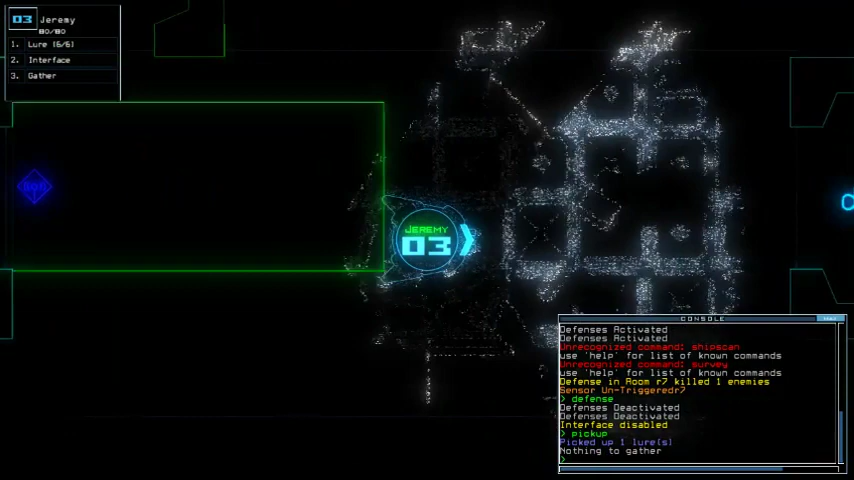 03 Jeremy
80/80
1. Lure (6/6)
2. Interface
3. Gather
JEREMY
03
CONSOLE
Defenses Activated
Defenses Activated
Unrecognized command: shipscan
use 'help' for list of known commands
Unrecognized command: survey
use 'help' for list of known commands
Defense in Room r7 killed 1 enemies
Sensor Un-Triggeredr7
> defense
Defenses Deactivated
Defenses Deactivated
Interface disabled
> pickup
Picked up 1 lure(s)
Nothing to gather
>